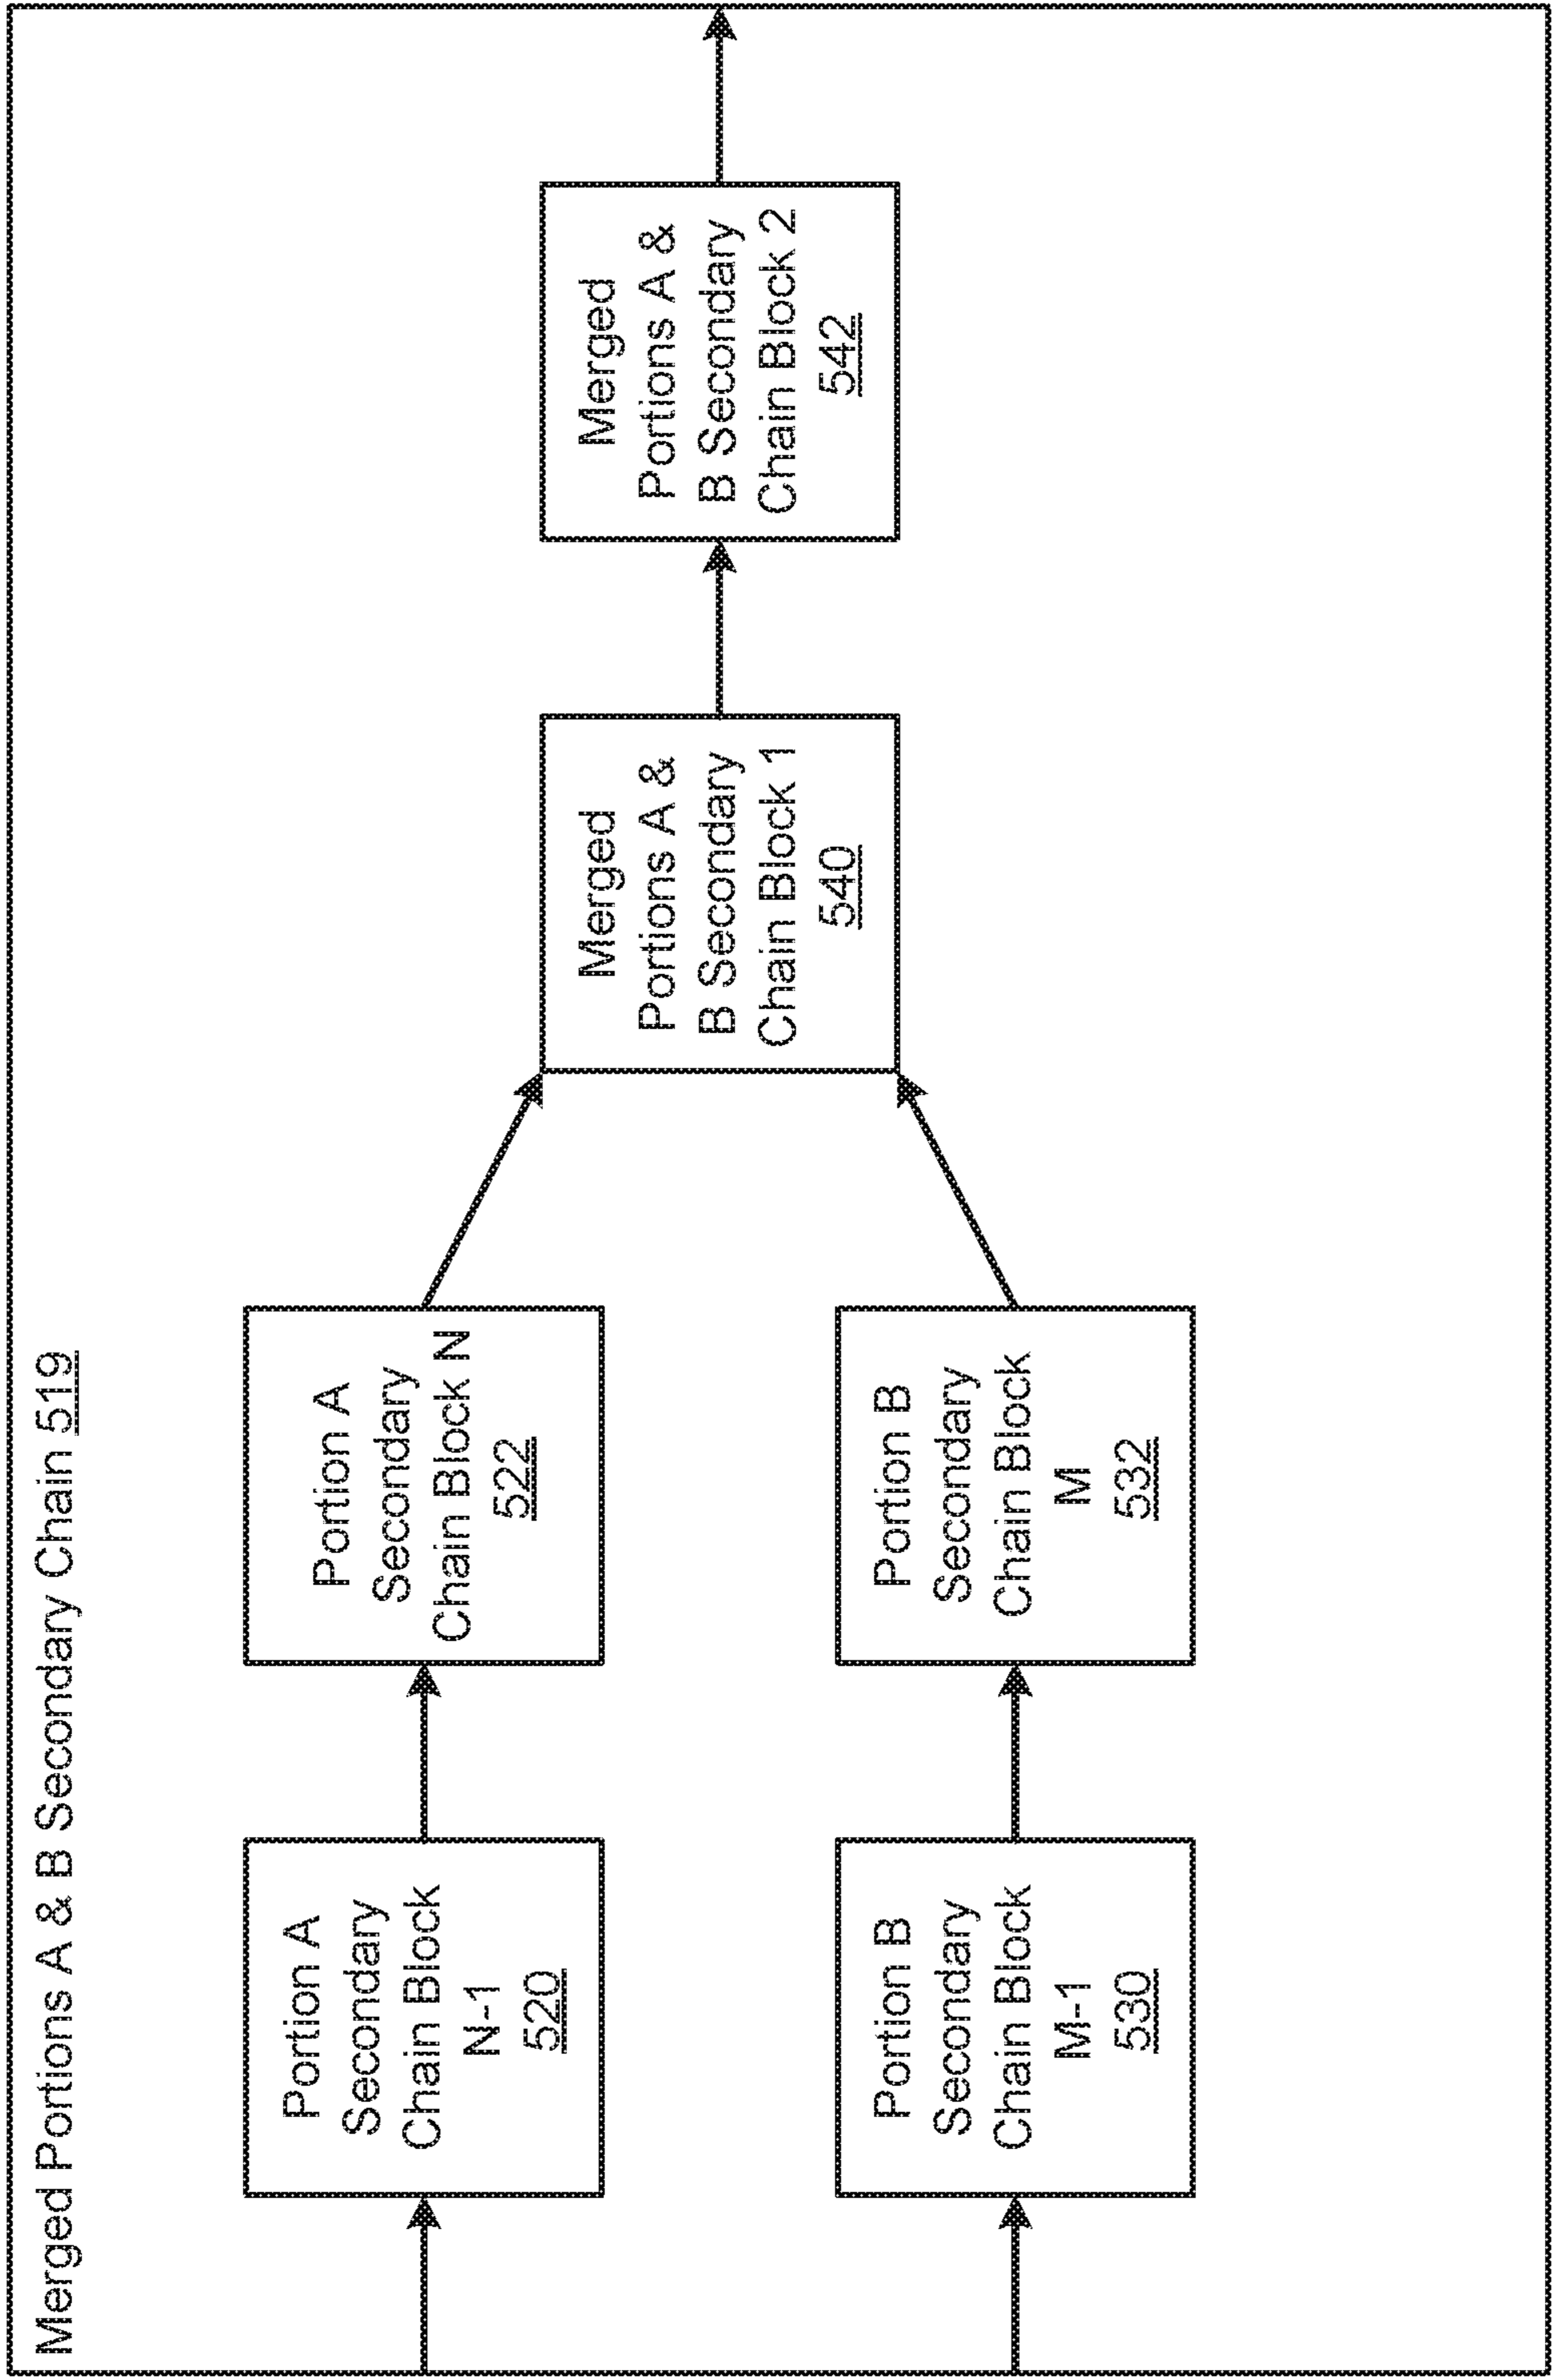 Merged Portions A & B Secondary Chain 519
Portion A
Secondary
Chain Block
N-1
520
Portion A
Secondary
Chain Block N
522
Portion B
Secondary
Chain Block
M-1
530
Portion B
Secondary
Chain Block
M
532
Merged
Portions A &
B Secondary
Chain Block 1
540
Merged
Portions A &
B Secondary
Chain Block 2
542